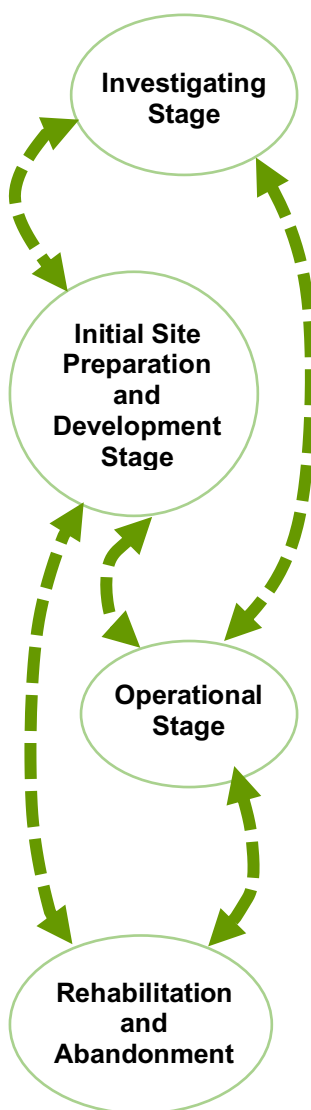 Investigating
Stage
Initial Site
Preparation
and
Development
Stage
Operational
Stage
Rehabilitation
and
Abandonment